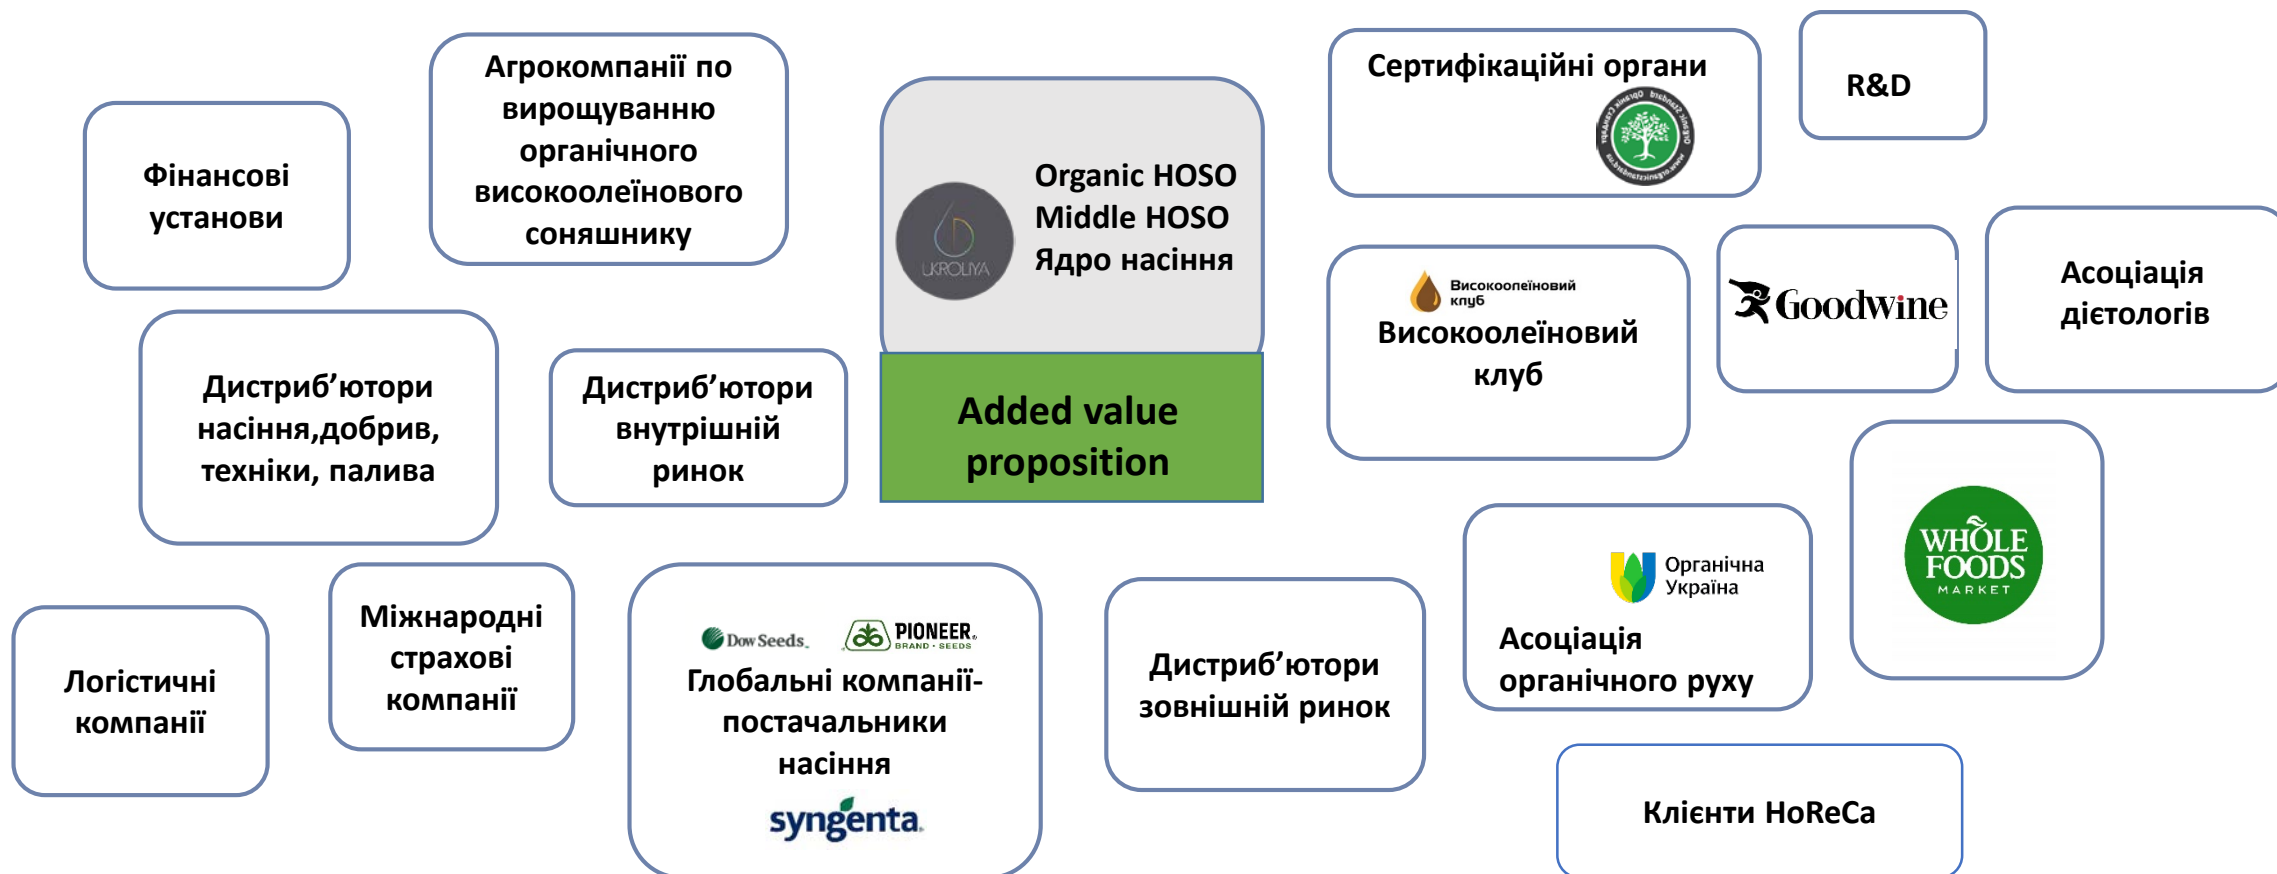 Агрокомпанії по
вирощуванню
органічного
високоолеїнового
соняшнику
Фінансові
установи
UKROLIYA
Organic HOSO
Middle HOSO
Ядро насіння
Added value
proposition
Сертифікаційні органи
R&D
Високоолеїновий
клуб
Високоолеїновий
клуб
Goodwine
Асоціація
дієтологів
Дистриб’ютори
насіння,добрив,
техніки, палива
Дистриб’ютори
внутрішній
ринок
WHOLE
FOODS
MARKET
Органічна
Україна
Асоціація
органічного руху
Логістичні
компанії
Міжнародні
страхові
компанії
Dow Seeds
PIONEER
BRAND · SEEDS
Глобальні компанії-
постачальники
насіння
syngenta
Дистриб’ютори
зовнішній ринок
Клієнти HoReCa